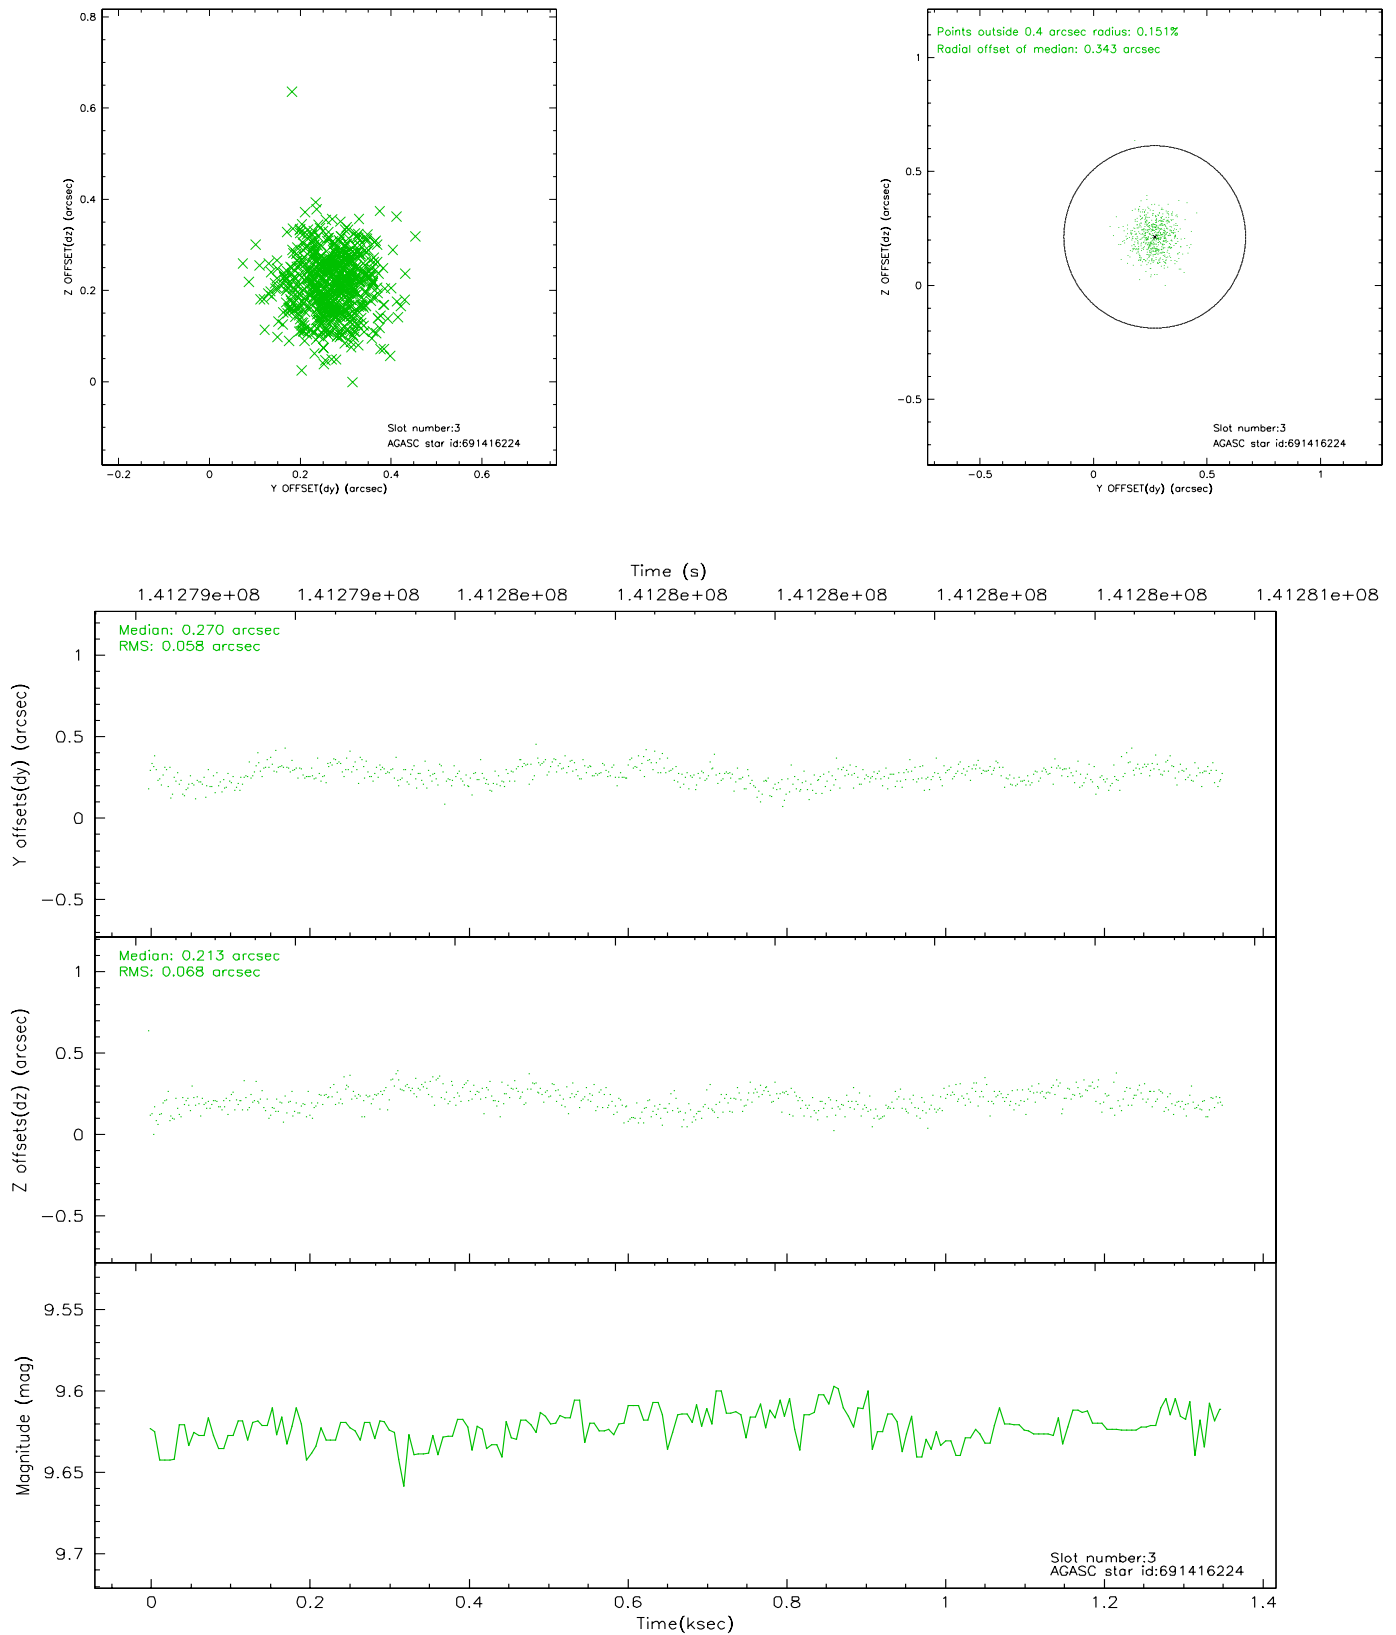 0.8
0.6
0.4
0.2
0
Z OFFSET(dz) (arcsec)
Slot number:3
AGASC star id:691416224
−0.2 0 0.2 0.4 0.6
Y OFFSET(dy) (arcsec)
Points outside 0.4 arcsec radius: 0.151%
Radial offset of median: 0.343 arcsec
1
0.5
0
−0.5
Z OFFSET(dz) (arcsec)
Slot number:3
AGASC star id:691416224
−0.5 0 0.5 1
Y OFFSET(dy) (arcsec)
Time (s)
1.41279e+08 1.41279e+08 1.4128e+08 1.4128e+08 1.4128e+08 1.4128e+08 1.4128e+08 1.41281e+08
Median: 0.270 arcsec
RMS: 0.058 arcsec
1
0.5
0
−0.5
Y offsets(dy) (arcsec)
Median: 0.213 arcsec
RMS: 0.068 arcsec
1
0.5
0
−0.5
Z offsets(dz) (arcsec)
9.55
9.6
9.65
9.7
Magnitude (mag)
Slot number:3
AGASC star id:691416224
0 0.2 0.4 0.6 0.8 1 1.2 1.4
Time(ksec)